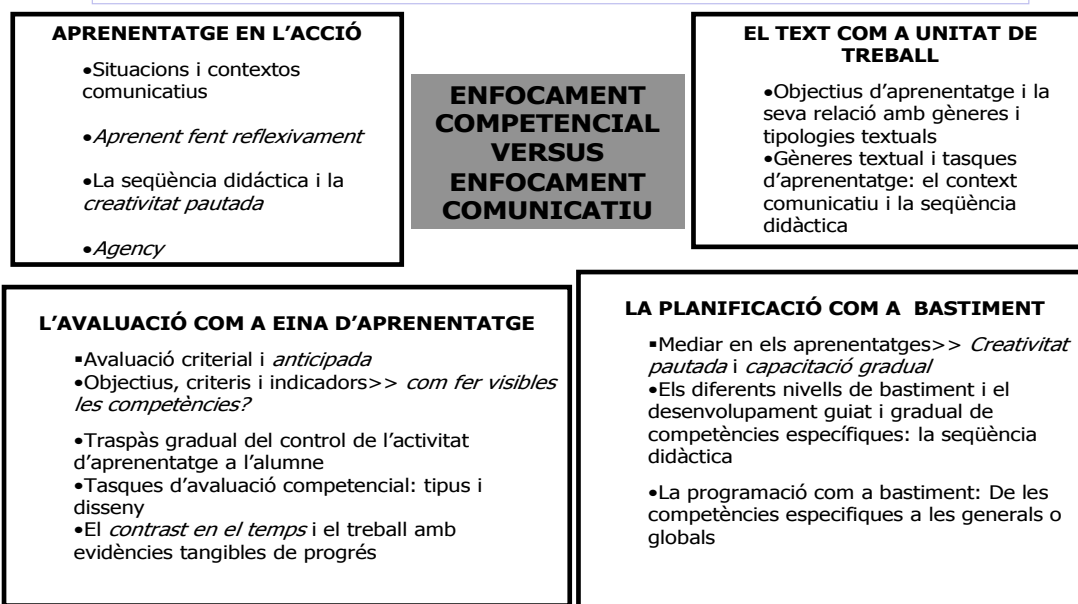 APRENENTATGE EN L’ACCIÓ
•Situacions i contextos
comunicatius
•Aprenent fent reflexivament
•La seqüència didáctica i la
creativitat pautada
•Agency
ENFOCAMENT
COMPETENCIAL
VERSUS
ENFOCAMENT
COMUNICATIU
EL TEXT COM A UNITAT DE
TREBALL
•Objectius d’aprenentatge i la
seva relació amb gèneres i
tipologies textuals
•Gèneres textual i tasques
d’aprenentatge: el context
comunicatiu i la seqüència
didàctica
L’AVALUACIÓ COM A EINA D’APRENENTATGE
▪Avaluació criterial i anticipada
•Objectius, criteris i indicadors>> com fer visibles
les competències?
•Traspàs gradual del control de l’activitat
d’aprenentatge a l’alumne
•Tasques d’avaluació competencial: tipus i
disseny
•El contrast en el temps i el treball amb
evidències tangibles de progrés
LA PLANIFICACIÓ COM A BASTIMENT
▪Mediar en els aprenentatges>> Creativitat
pautada i capacitació gradual
•Els diferents nivells de bastiment i el
desenvolupament guiat i gradual de
competències específiques: la seqüència
didàctica
•La programació com a bastiment: De les
competències especifiques a les generals o
globals